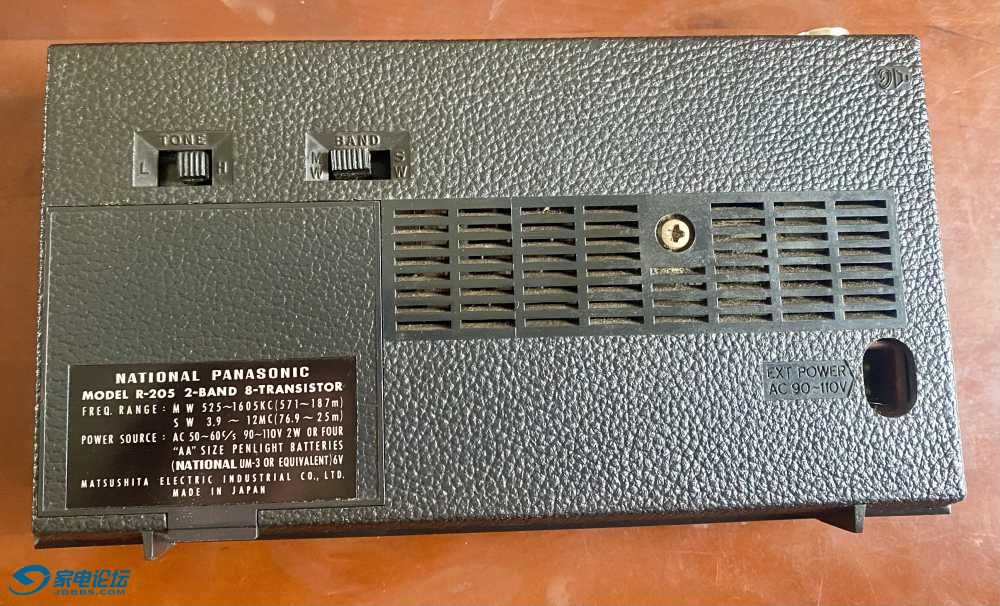 TONE
L H
BAND
M W S W
NATIONAL PANASONIC
MODEL R-205 2-BAND 8-TRANSISTOR
FREQ. RANGE : M W 525~1605KC(571~187m)
S W 3.9 ~ 12MC(76.9~25m)
POWER SOURCE : AC 50~60c/s 90~110V 2W OR FOUR
"AA" SIZE PENLIGHT BATTERIES
(NATIONAL UM-3 OR EQUIVALENT)6V
MATSUSHITA ELECTRIC INDUSTRIAL CO., LTD.
MADE IN JAPAN
EXT POWER
AC 90~110V
家电论坛
JDBBS.COM